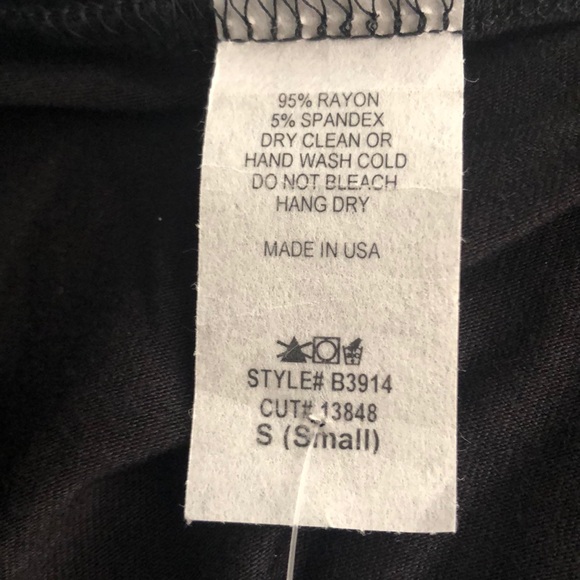 95% RAYON
5% SPANDEX
DRY CLEAN OR
HAND WASH COLD
DO NOT BLEACH
HANG DRY
MADE IN USA
STYLE# B3914
CUT# 13848
S (Small)